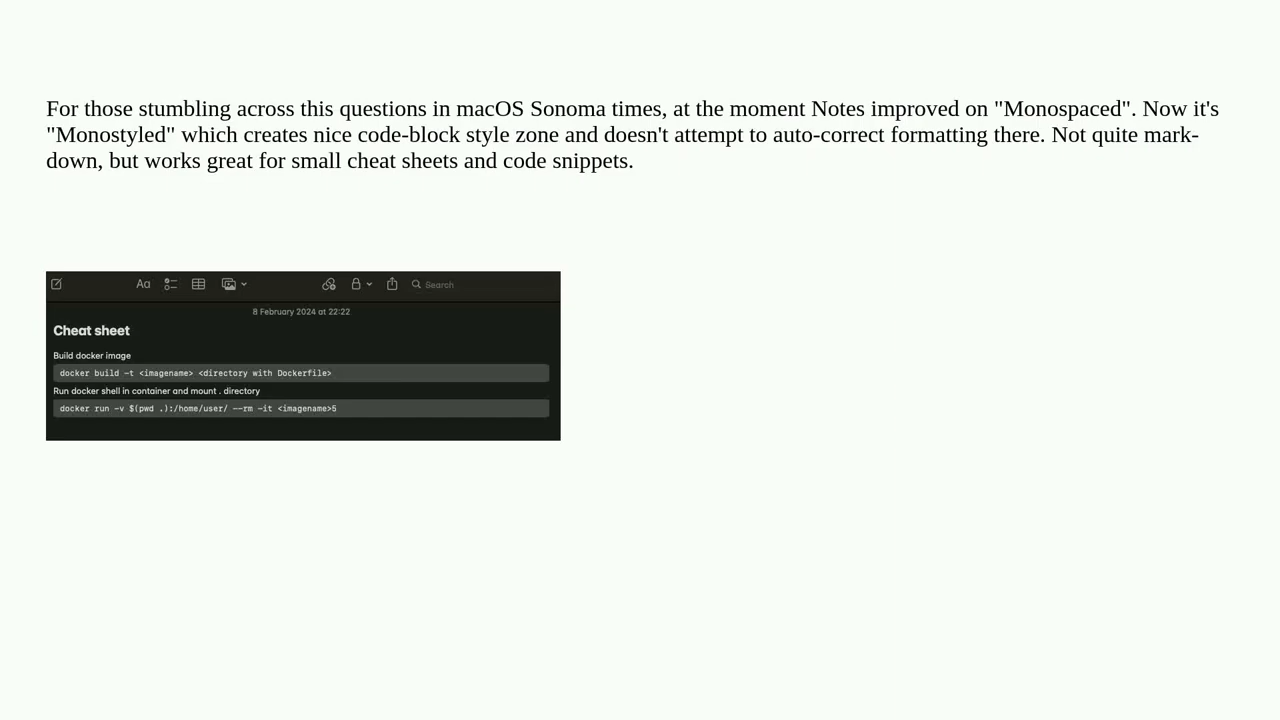 For those stumbling across this questions in macOS Sonoma times, at the moment Notes improved on "Monospaced". Now it's
"Monostyled" which creates nice code-block style zone and doesn't attempt to auto-correct formatting there. Not quite mark-
down, but works great for small cheat sheets and code snippets.
Aa Search
8 February 2024 at 22:22
Cheat sheet
Build docker image
docker build -t <imagename> <directory with Dockerfile>
Run docker shell in container and mount . directory
docker run -v $(pwd .):/home/user/ --rm -it <imagename>5